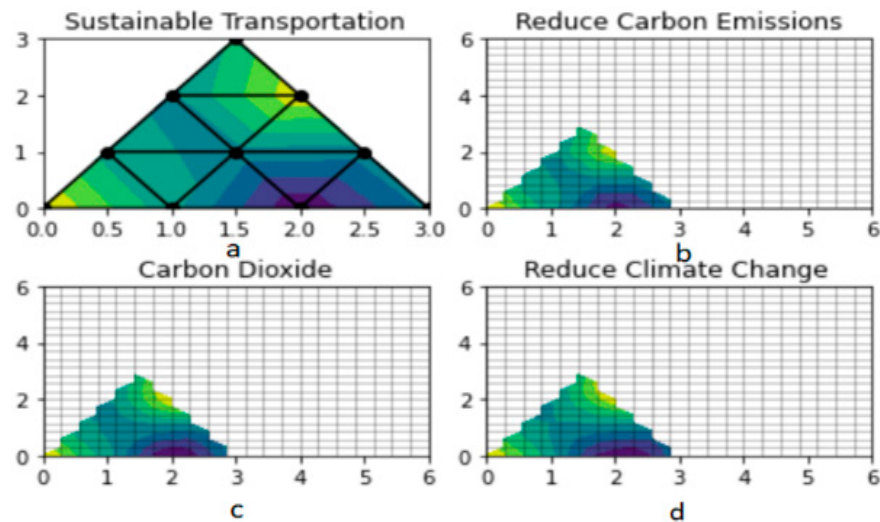 Sustainable Transportation
3
2
1
0
0.0 0.5 1.0 1.5 2.0 2.5 3.0
a
Reduce Carbon Emissions
6
4
2
0
0 1 2 3 4 5 6
b
Carbon Dioxide
6
4
2
0
0 1 2 3 4 5 6
c
Reduce Climate Change
6
4
2
0
0 1 2 3 4 5 6
d